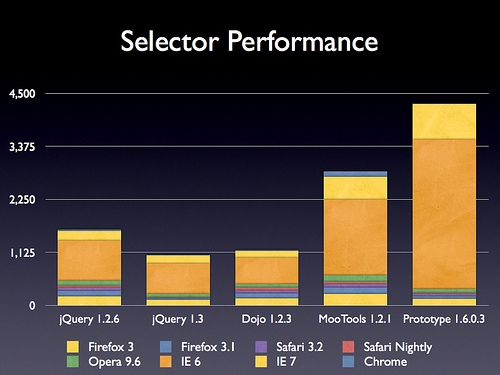 Selector Performance
4,500
3,375
2,250
1,125
0
jQuery 1.2.6 jQuery 1.3 Dojo 1.2.3 MooTools 1.2.1 Prototype 1.6.0.3
Firefox 3 Firefox 3.1 Safari 3.2 Safari Nightly
Opera 9.6 IE 6 IE 7 Chrome